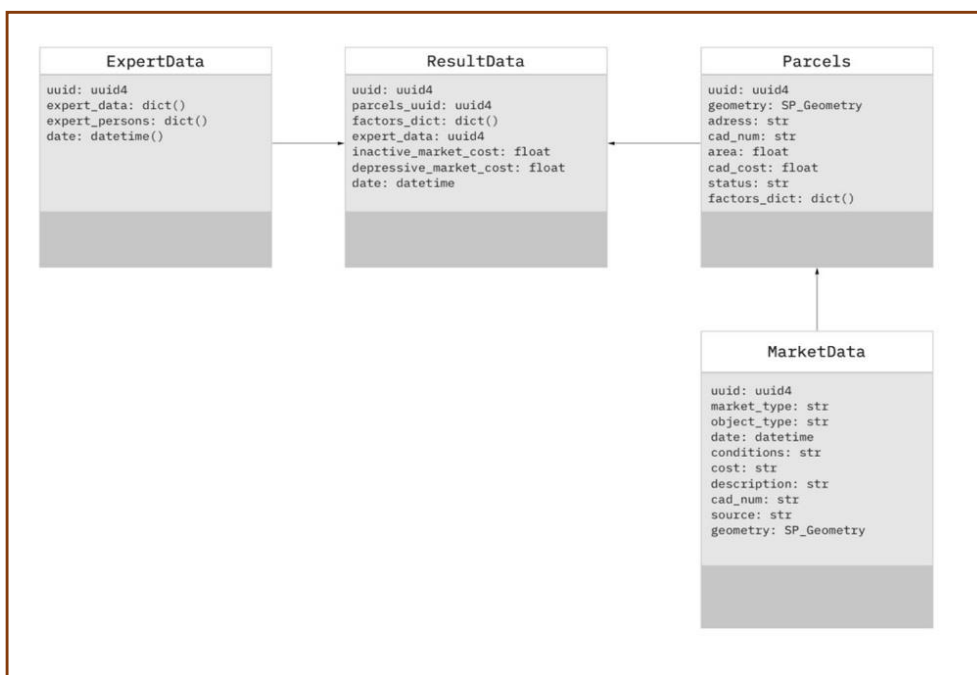 ExpertData
uuid: uuid4
expert_data: dict()
expert_persons: dict()
date: datetime()
ResultData
uuid: uuid4
parcels_uuid: uuid4
factors_dict: dict()
expert_data: uuid4
inactive_market_cost: float
depressive_market_cost: float
date: datetime
Parcels
uuid: uuid4
geometry: SP_Geometry
adress: str
cad_num: str
area: float
cad_cost: float
status: str
factors_dict: dict()
MarketData
uuid: uuid4
market_type: str
object_type: str
date: datetime
conditions: str
cost: str
description: str
cad_num: str
source: str
geometry: SP_Geometry